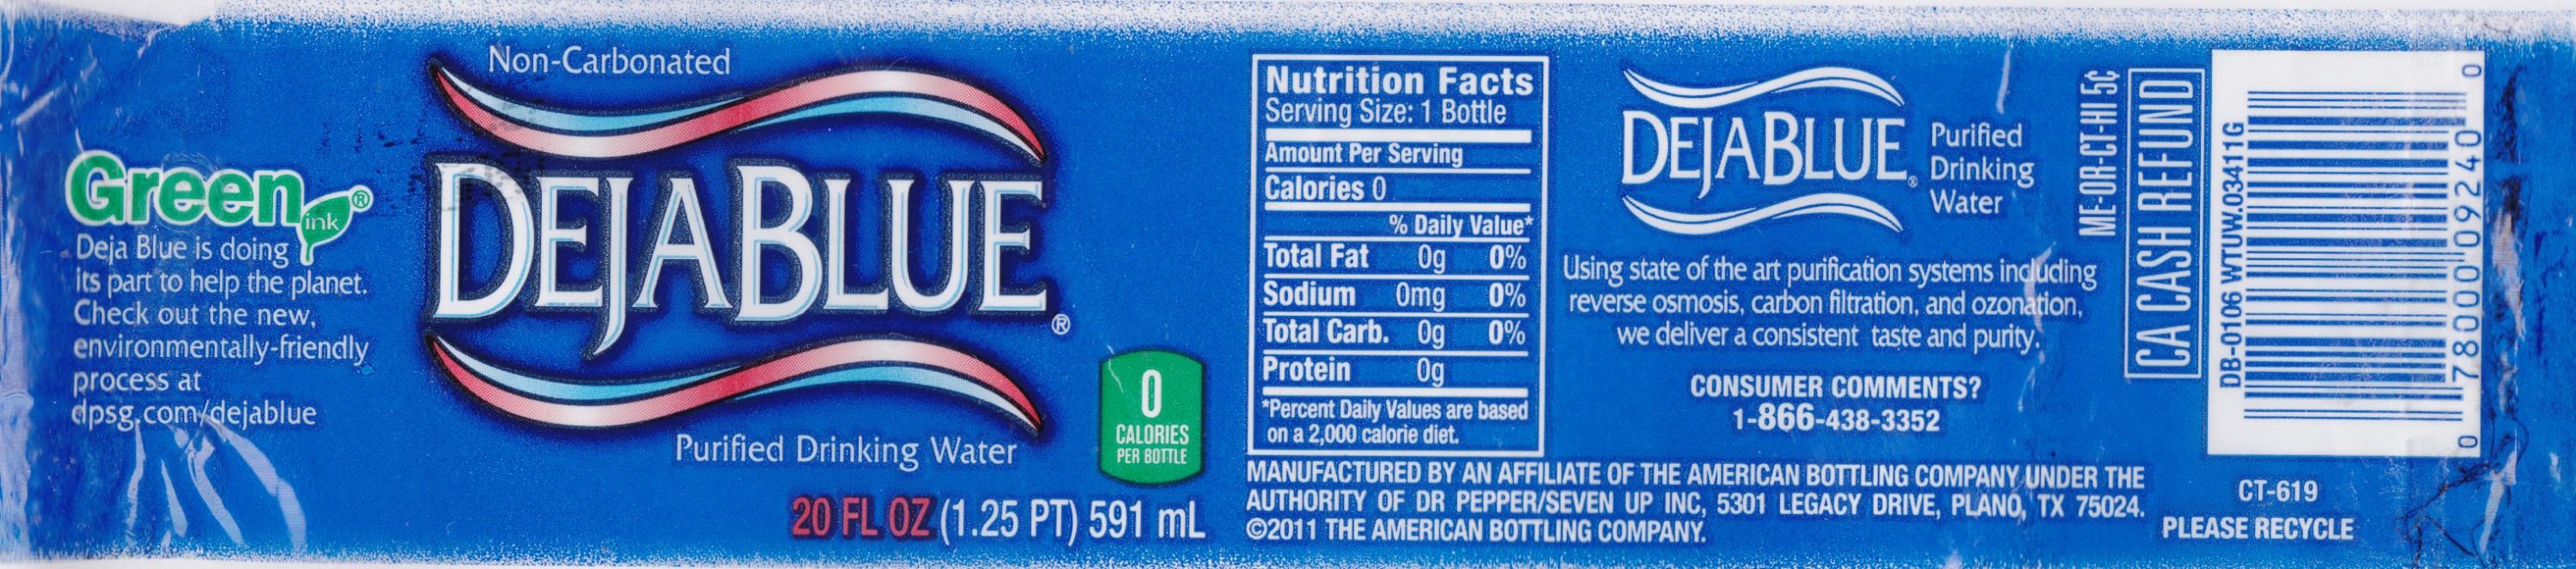 Green ink®
Deja Blue is doing
its part to help the planet.
Check out the new,
environmentally-friendly
process at
dpsg.com/dejablue
Non-Carbonated
DEJABLUE®
Purified Drinking Water
0
CALORIES
PER BOTTLE
20 FL OZ (1.25 PT) 591 mL
Nutrition Facts
Serving Size: 1 Bottle
Amount Per Serving
Calories 0
% Daily Value*
Total Fat 0g 0%
Sodium 0mg 0%
Total Carb. 0g 0%
Protein 0g
*Percent Daily Values are based
on a 2,000 calorie diet.
DEJABLUE®
Purified
Drinking
Water
Using state of the art purification systems including
reverse osmosis, carbon filtration, and ozonation,
we deliver a consistent taste and purity.
CONSUMER COMMENTS?
1-866-438-3352
MANUFACTURED BY AN AFFILIATE OF THE AMERICAN BOTTLING COMPANY UNDER THE
AUTHORITY OF DR PEPPER/SEVEN UP INC, 5301 LEGACY DRIVE, PLANO, TX 75024.
©2011 THE AMERICAN BOTTLING COMPANY.
ME-OR-CT-HI 5¢
CA CASH REFUND
DB-0106 WTUW.03411G
0 78000 09240 0
CT-619
PLEASE RECYCLE